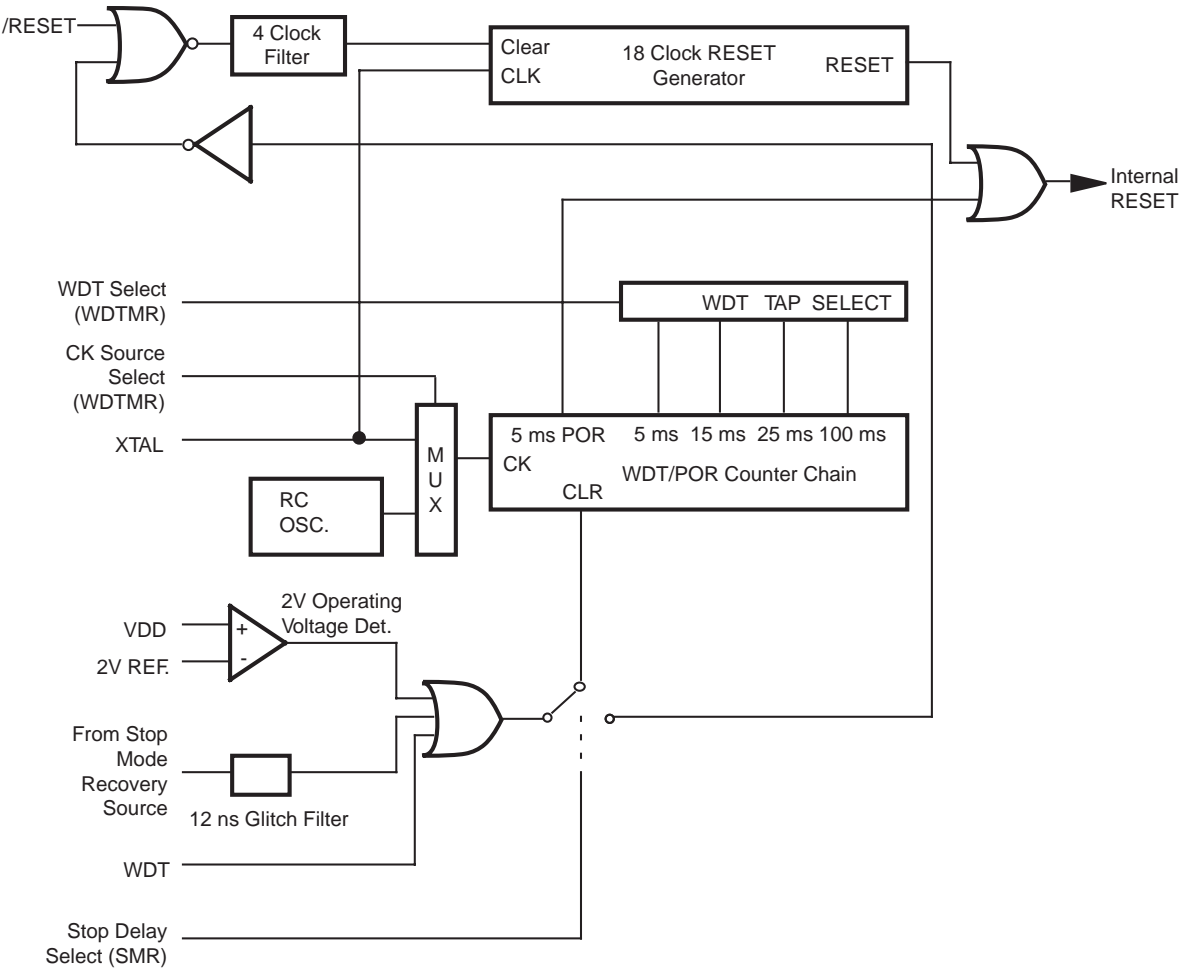 /RESET
4 Clock
Filter
Clear
CLK
18 Clock RESET
Generator
RESET
Internal
RESET
WDT Select
(WDTMR)
WDT TAP SELECT
CK Source
Select
(WDTMR)
XTAL
M
U
X
5 ms POR 5 ms 15 ms 25 ms 100 ms
CK
WDT/POR Counter Chain
CLR
RC
OSC.
2V Operating
Voltage Det.
VDD
+
2V REF.
-
From Stop
Mode
Recovery
Source
12 ns Glitch Filter
WDT
Stop Delay
Select (SMR)